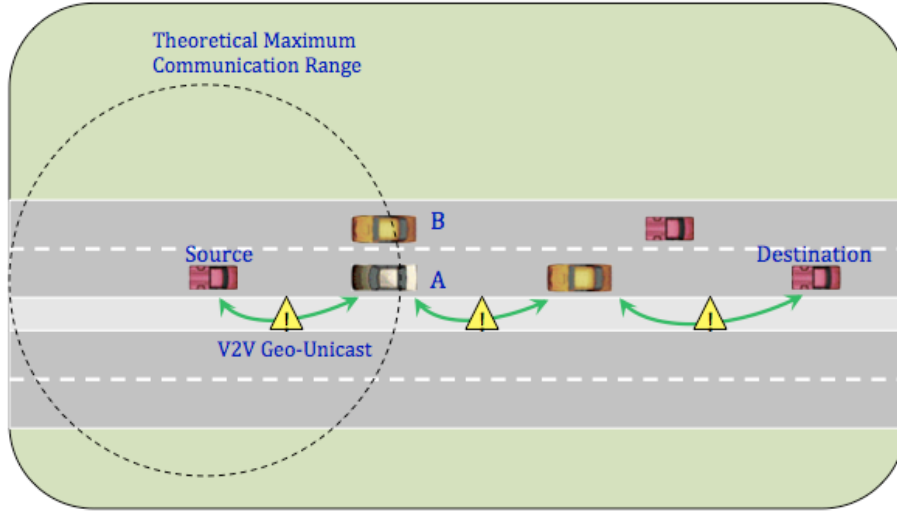 Theoretical Maximum
Communication Range
B
Source
A
Destination
V2V Geo-Unicast